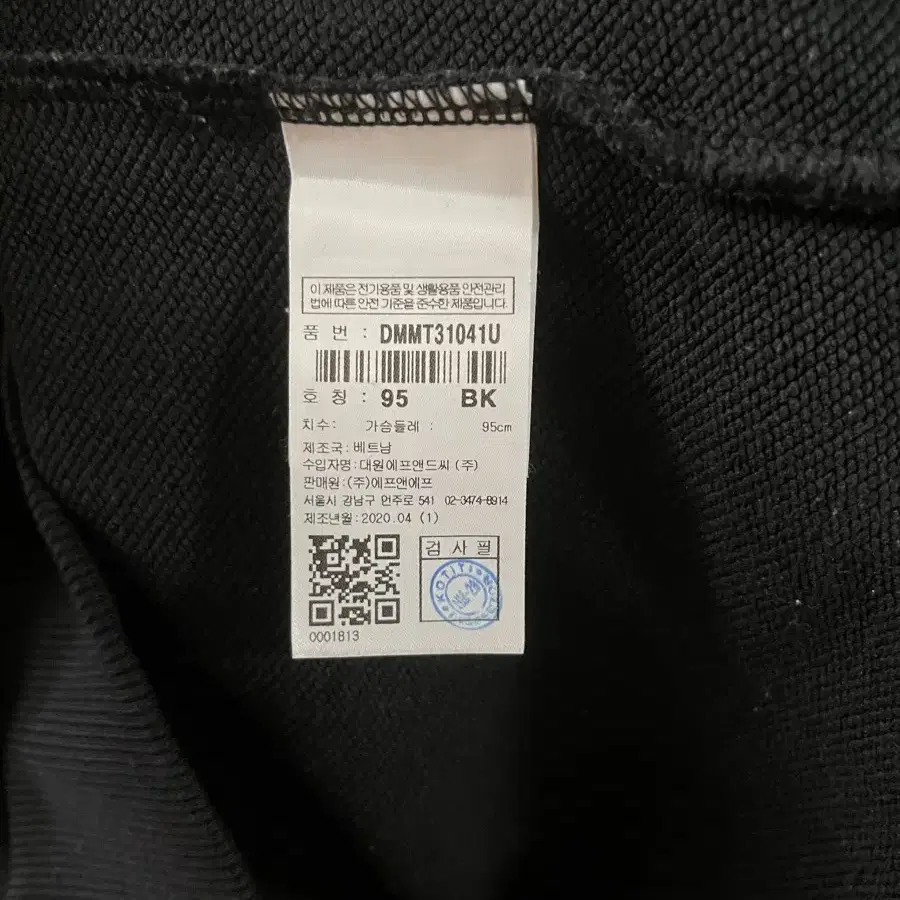 이 제품은 전기용품 및 생활용품 안전관리
법에 따른 안전 기준을 준수한 제품입니다.
품 번 : DMMT31041U
호 칭 : 95 BK
치수: 가슴둘레 : 95cm
제조국: 베트남
수입자명: 대원에프앤드씨 (주)
판매원: (주)에프앤에프
서울시 강남구 언주로 541 02-3474-8914
제조년월: 2020.04 (1)
검 사 필
KOTITI
0001813